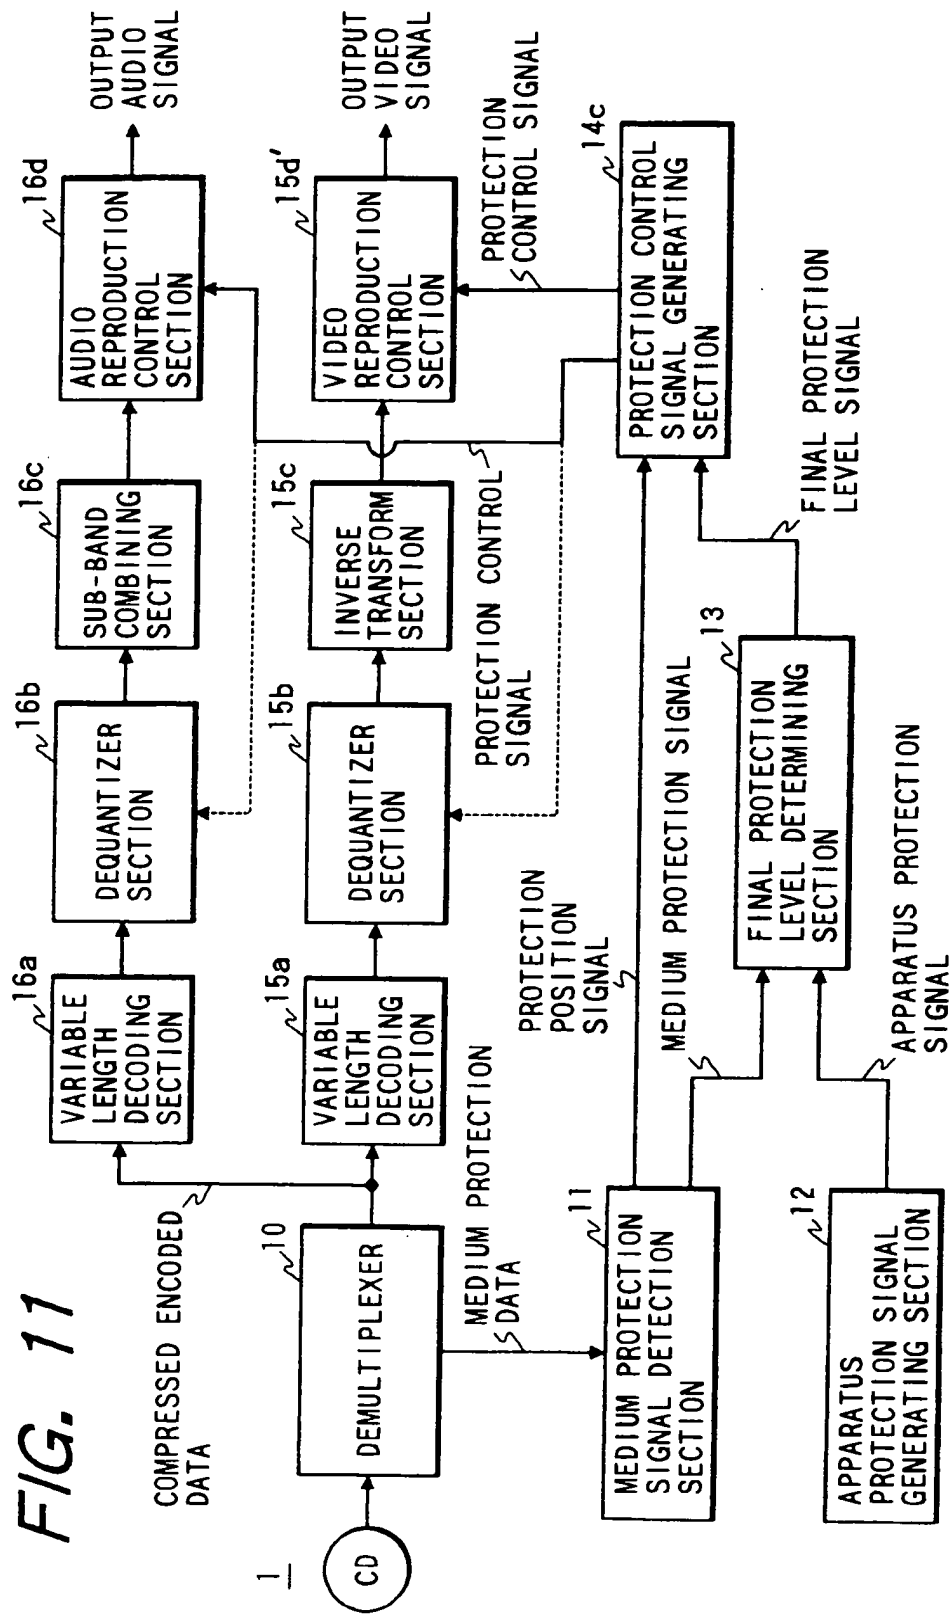 FIG. 11
16a
VARIABLE
LENGTH
DECODING
SECTION
16b
DEQUANTIZER
SECTION
16c
SUB-BAND
COMBINING
SECTION
16d
AUDIO
REPRODUCTION
CONTROL
SECTION
OUTPUT
AUDIO
SIGNAL
COMPRESSED ENCODED
DATA
1
CD
10
DEMULTIPLEXER
15a
VARIABLE
LENGTH
DECODING
SECTION
15b
DEQUANTIZER
SECTION
15c
INVERSE
TRANSFORM
SECTION
15d'
VIDEO
REPRODUCTION
CONTROL
SECTION
OUTPUT
VIDEO
SIGNAL
MEDIUM PROTECTION
DATA
PROTECTION CONTROL
SIGNAL
PROTECTION
CONTROL SIGNAL
PROTECTION
POSITION
SIGNAL
11
MEDIUM PROTECTION
SIGNAL DETECTION
SECTION
14c
PROTECTION CONTROL
SIGNAL GENERATING
SECTION
MEDIUM PROTECTION SIGNAL
13
FINAL PROTECTION
LEVEL DETERMINING
SECTION
FINAL PROTECTION
LEVEL SIGNAL
12
APPARATUS
PROTECTION SIGNAL
GENERATING SECTION
APPARATUS PROTECTION
SIGNAL